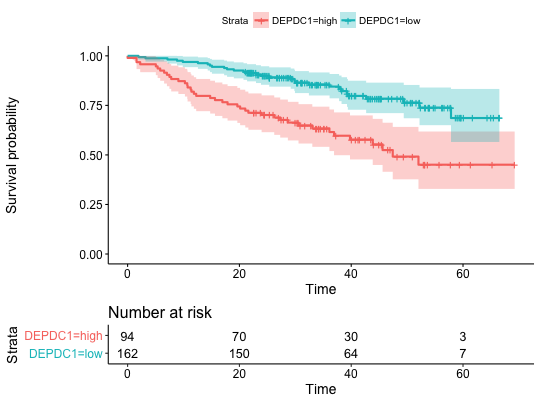 Strata DEPDC1=high DEPDC1=low
Survival probability
1.00
0.75
0.50
0.25
0.00
0 20 40 60
Time
Number at risk
Strata
DEPDC1=high 94 70 30 3
DEPDC1=low 162 150 64 7
0 20 40 60
Time